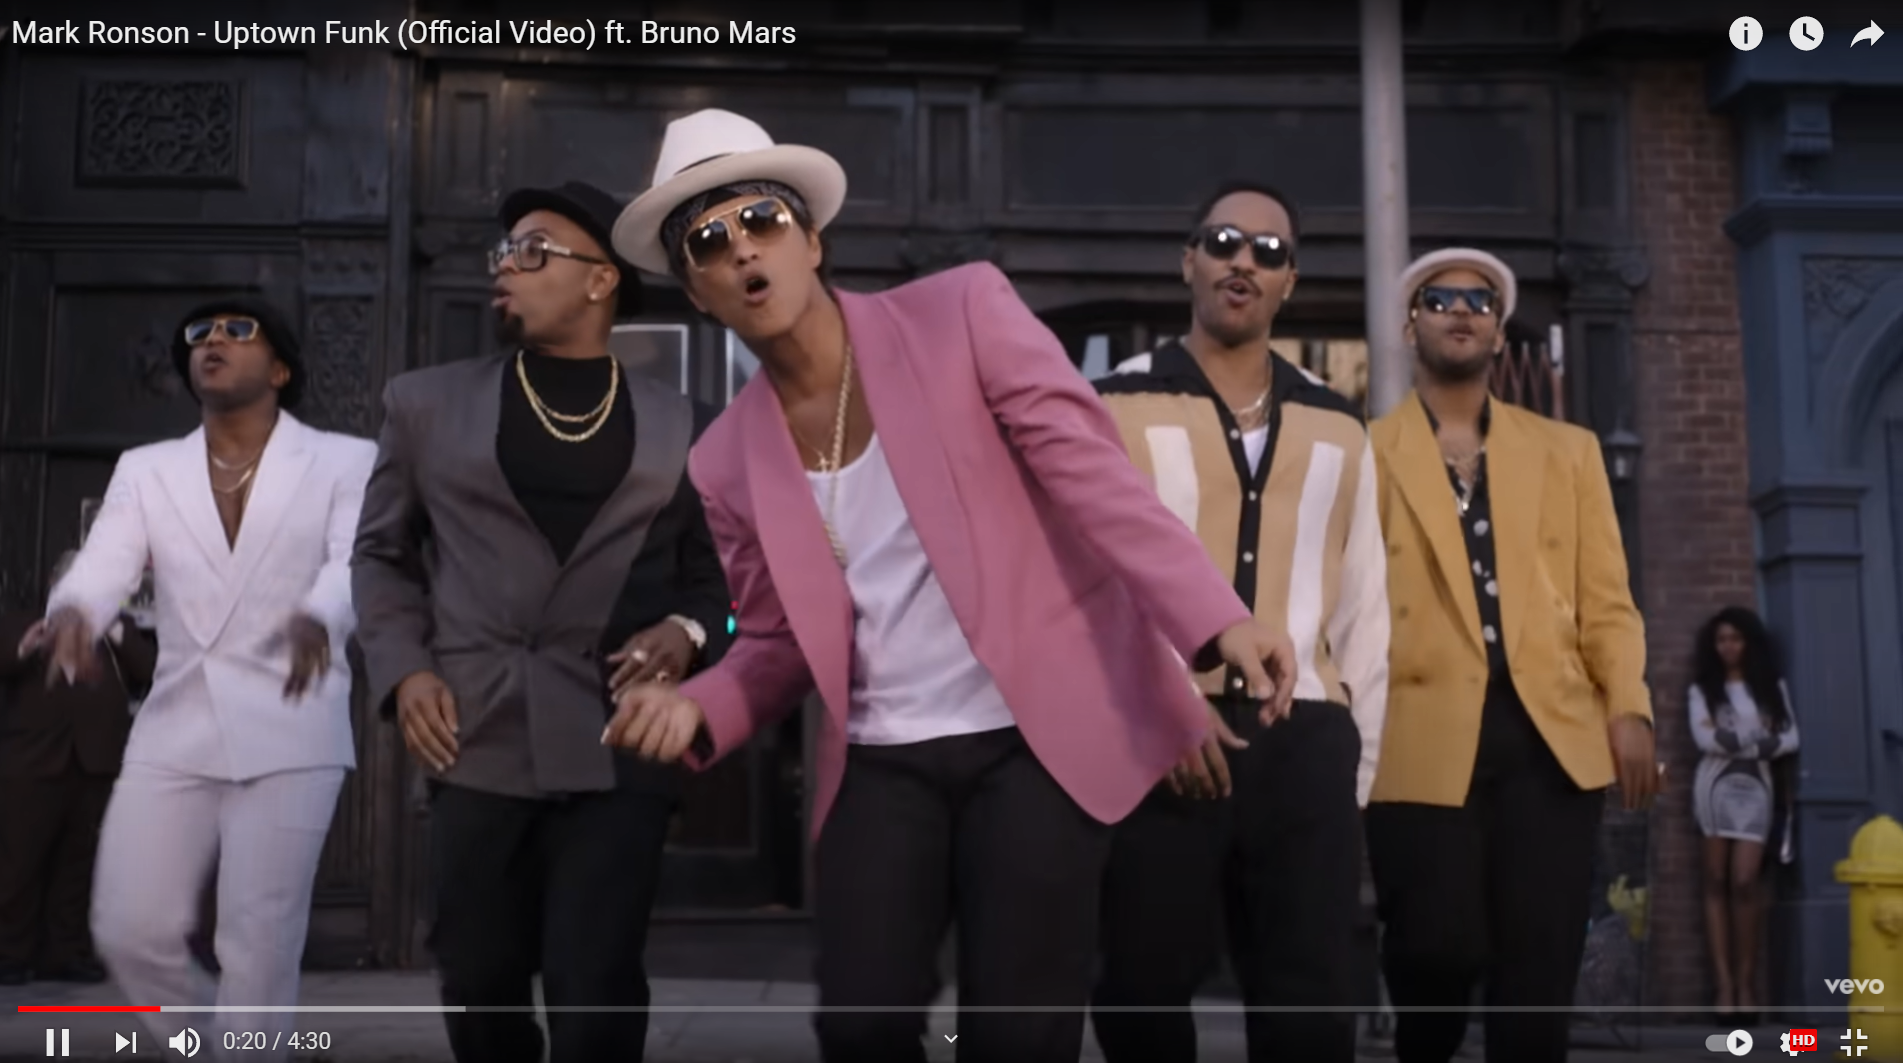 Mark Ronson - Uptown Funk (Official Video) ft. Bruno Mars
vevo
0:20 / 4:30
HD